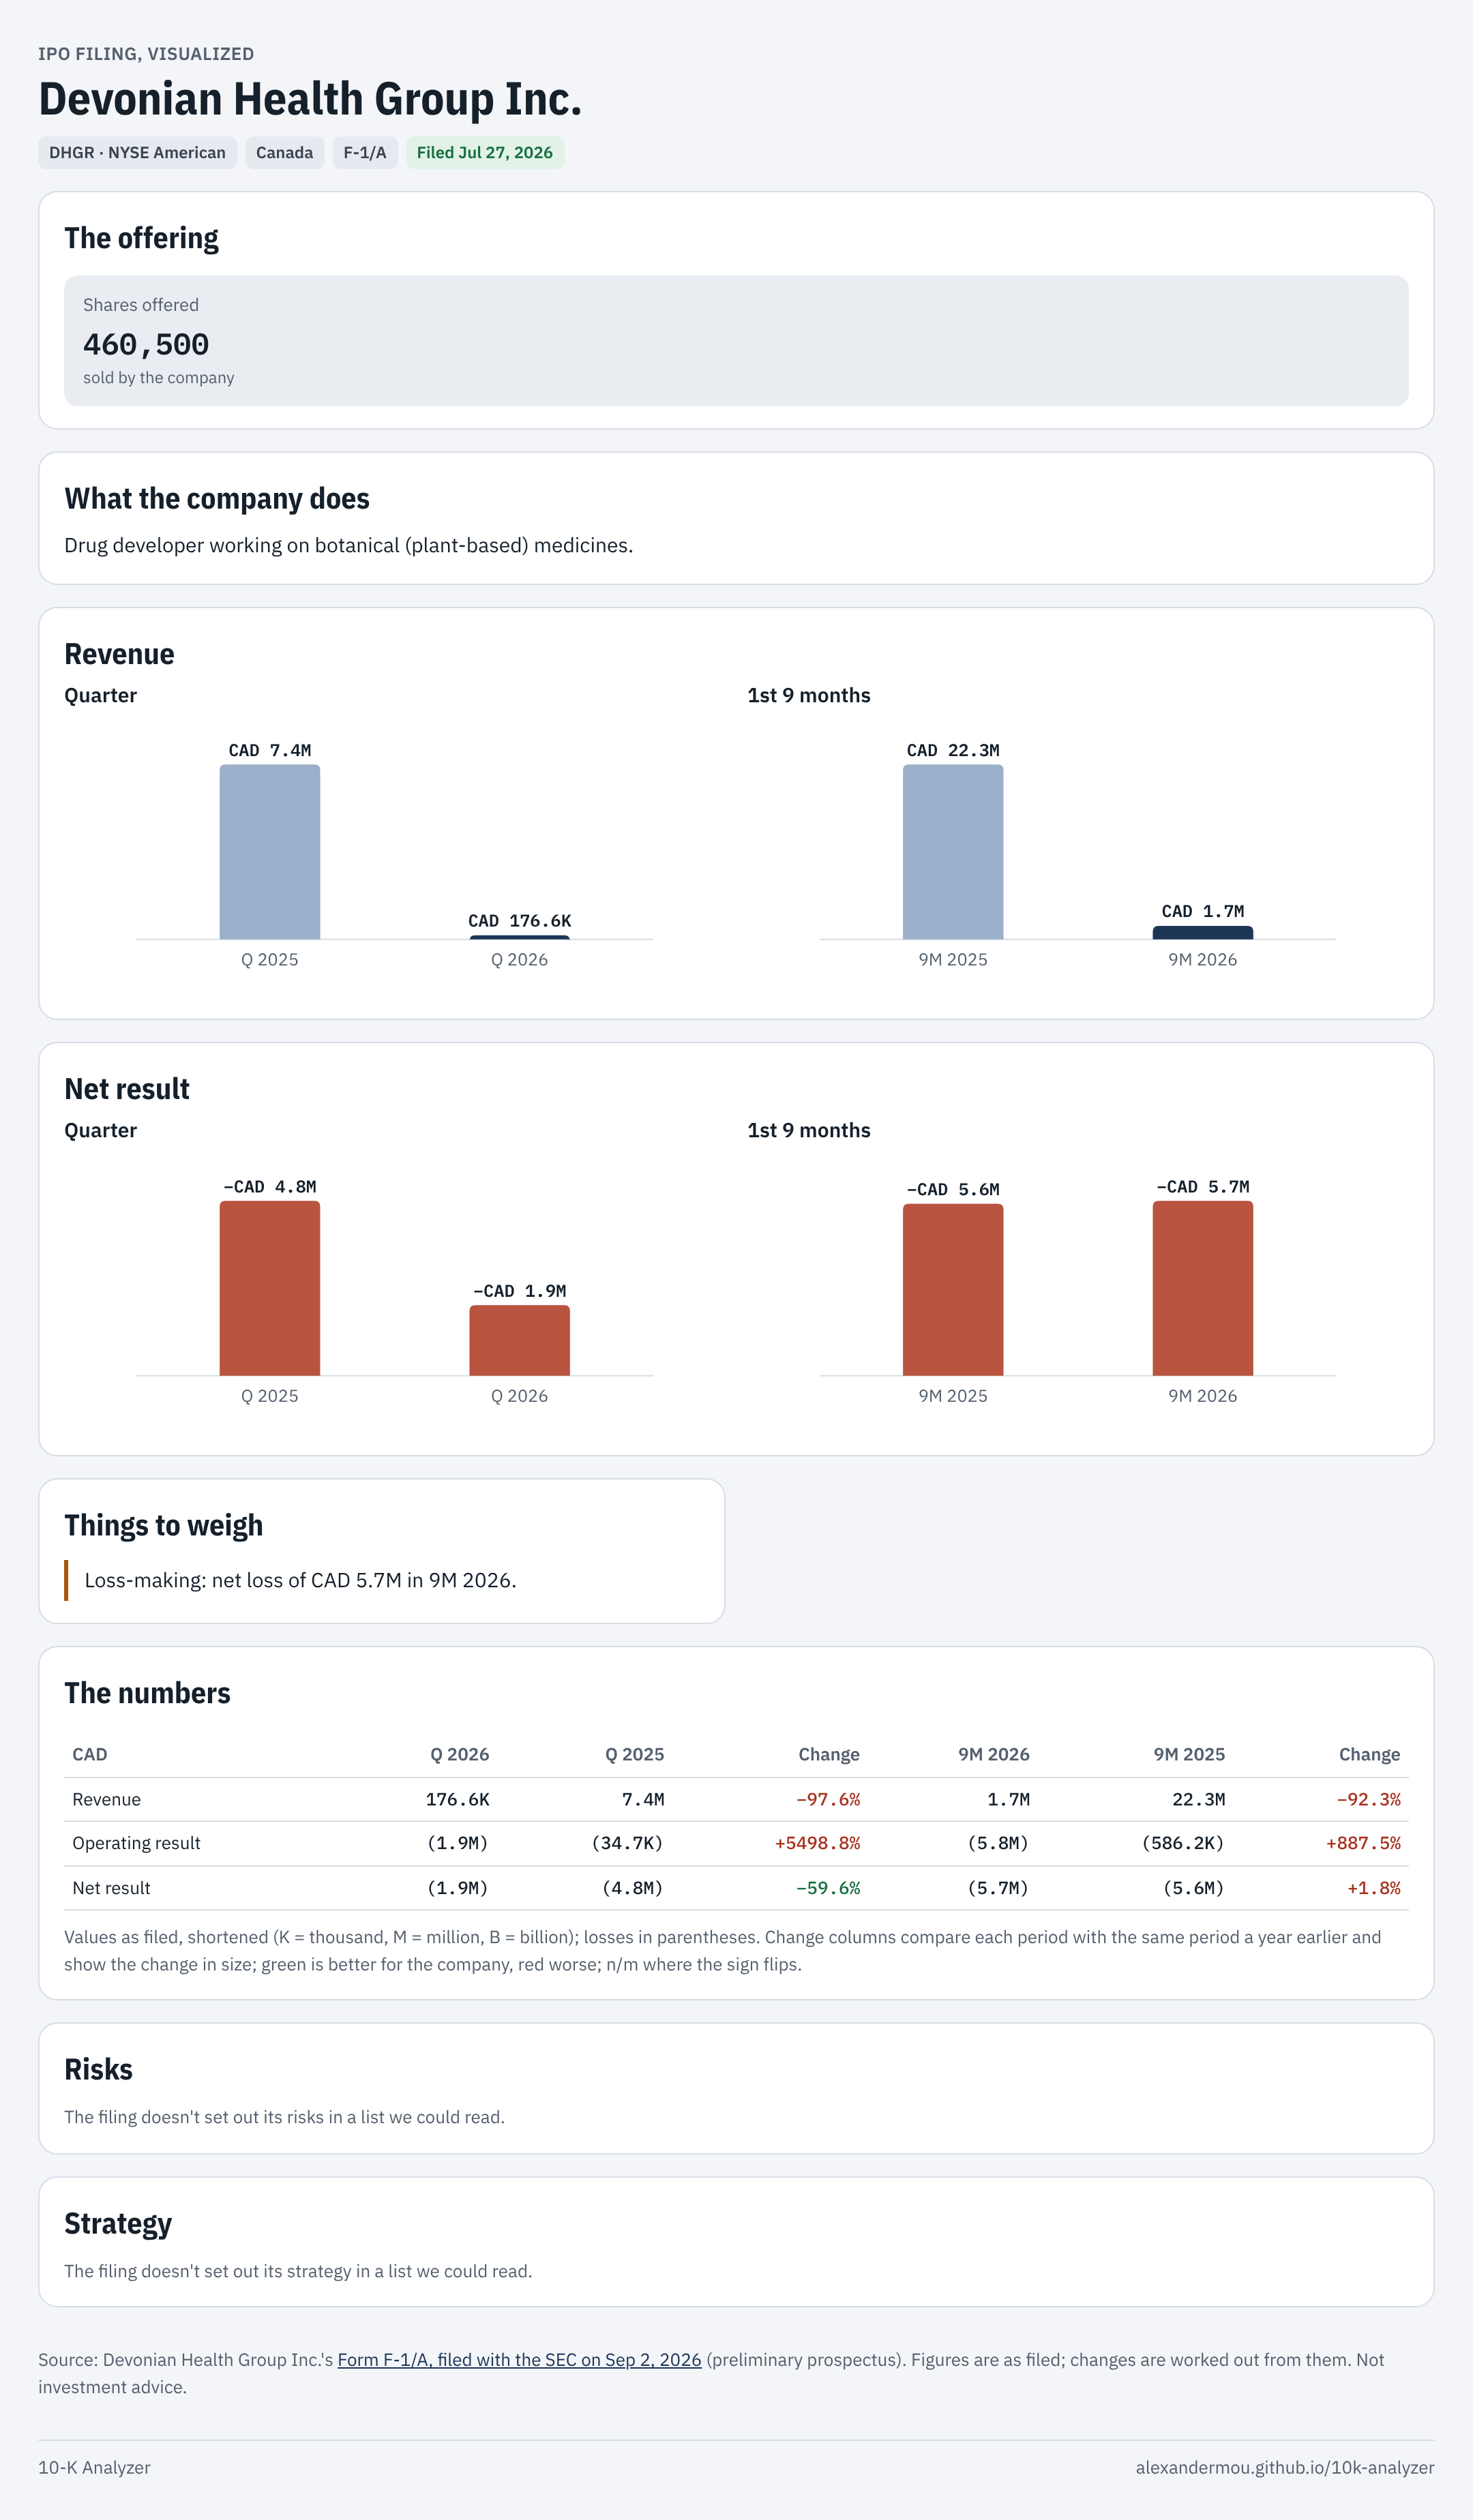 IPO FILING, VISUALIZED
Devonian Health Group Inc.
DHGR · NYSE American Canada F-1/A Filed Jul 27, 2026
The offering
Shares offered
460,500
sold by the company
What the company does
Drug developer working on botanical (plant-based) medicines.
Revenue
Quarter
CAD 7.4M
CAD 176.6K
Q 2025 Q 2026
1st 9 months
CAD 22.3M
CAD 1.7M
9M 2025 9M 2026
Net result
Quarter
−CAD 4.8M
−CAD 1.9M
Q 2025 Q 2026
1st 9 months
−CAD 5.6M −CAD 5.7M
9M 2025 9M 2026
Things to weigh
Loss-making: net loss of CAD 5.7M in 9M 2026.
The numbers
CAD Q 2026 Q 2025 Change 9M 2026 9M 2025 Change
Revenue 176.6K 7.4M −97.6% 1.7M 22.3M −92.3%
Operating result (1.9M) (34.7K) +5498.8% (5.8M) (586.2K) +887.5%
Net result (1.9M) (4.8M) −59.6% (5.7M) (5.6M) +1.8%
Values as filed, shortened (K = thousand, M = million, B = billion); losses in parentheses. Change columns compare each period with the same period a year earlier and
show the change in size; green is better for the company, red worse; n/m where the sign flips.
Risks
The filing doesn't set out its risks in a list we could read.
Strategy
The filing doesn't set out its strategy in a list we could read.
Source: Devonian Health Group Inc.'s Form F-1/A, filed with the SEC on Sep 2, 2026 (preliminary prospectus). Figures are as filed; changes are worked out from them. Not
investment advice.
10-K Analyzer alexandermou.github.io/10k-analyzer